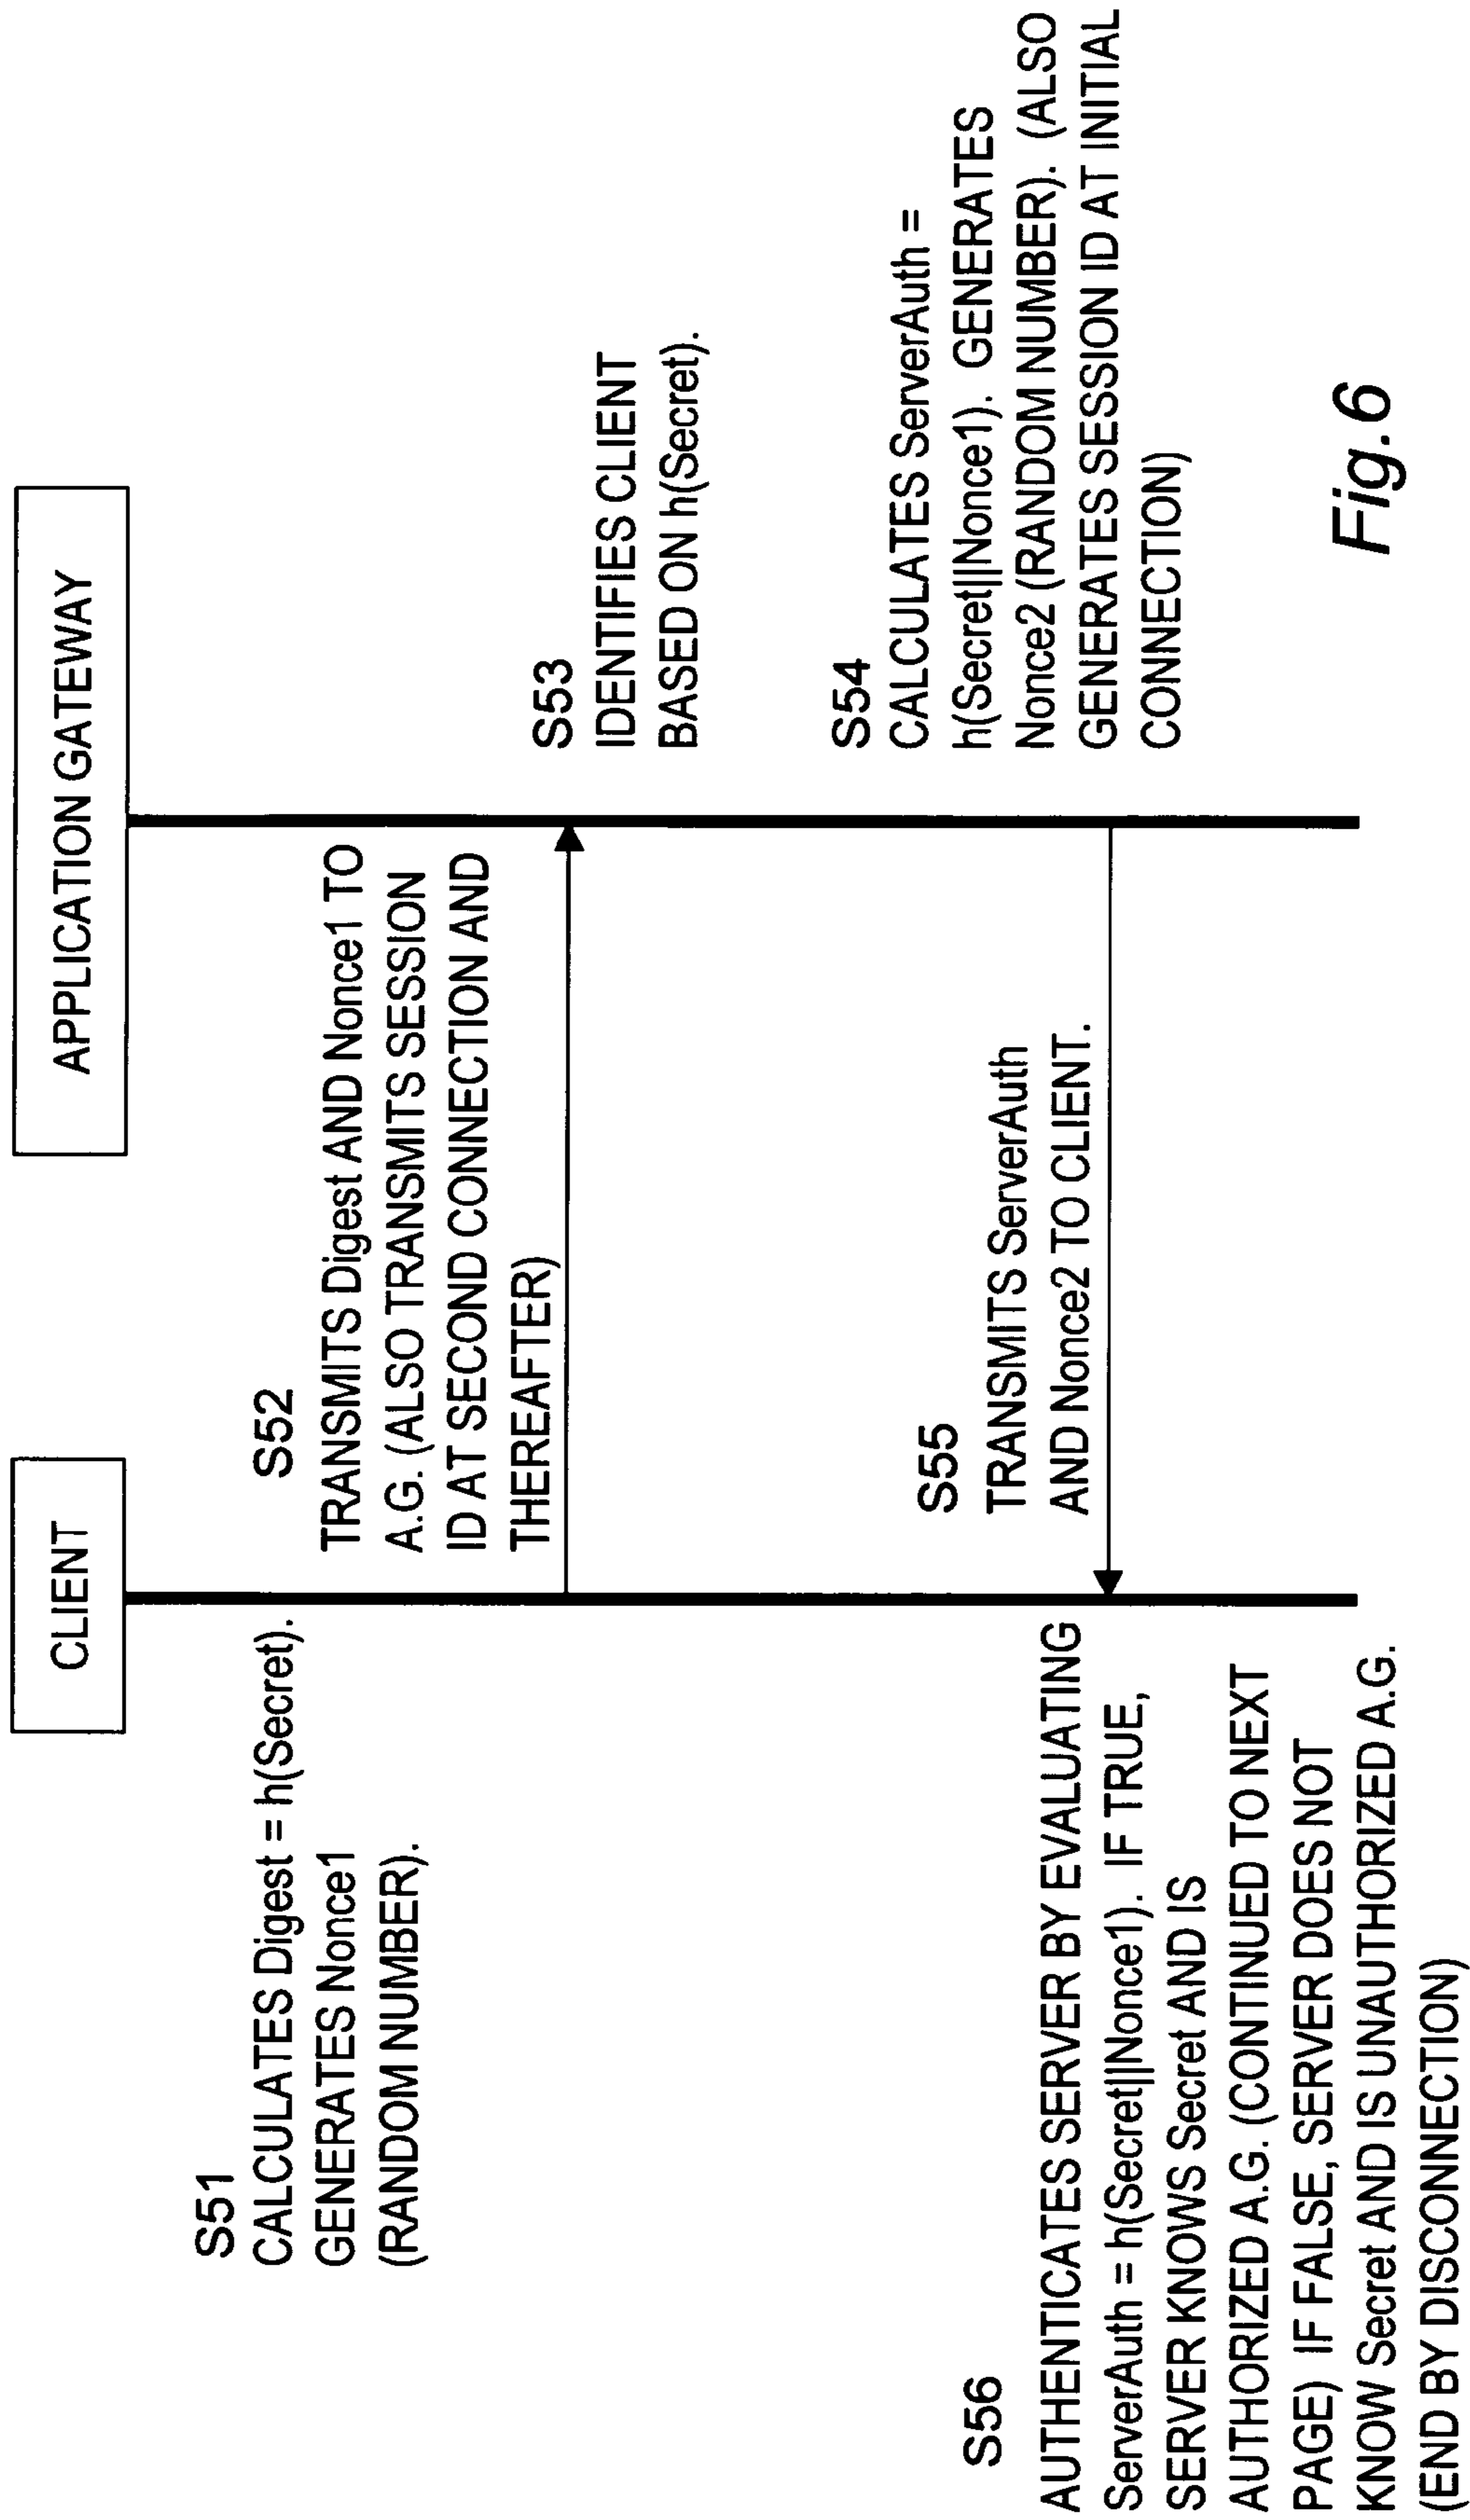 CLIENT
APPLICATION GATEWAY
S51
CALCULATES Digest = h(Secret).
GENERATES Nonce1
(RANDOM NUMBER).
S52
TRANSMITS Digest AND Nonce1 TO
A.G. (ALSO TRANSMITS SESSION
ID AT SECOND CONNECTION AND
THEREAFTER)
S53
IDENTIFIES CLIENT
BASED ON h(Secret).
S54
CALCULATES ServerAuth =
h(Secret||Nonce1). GENERATES
Nonce2 (RANDOM NUMBER). (ALSO
GENERATES SESSION ID AT INITIAL
CONNECTION)
S55
TRANSMITS ServerAuth
AND Nonce2 TO CLIENT.
S56
AUTHENTICATES SERVER BY EVALUATING
ServerAuth = h(Secret||Nonce1). IF TRUE,
SERVER KNOWS Secret AND IS
AUTHORIZED A.G. (CONTINUED TO NEXT
PAGE) IF FALSE, SERVER DOES NOT
KNOW Secret AND IS UNAUTHORIZED A.G.
(END BY DISCONNECTION)
Fig.6